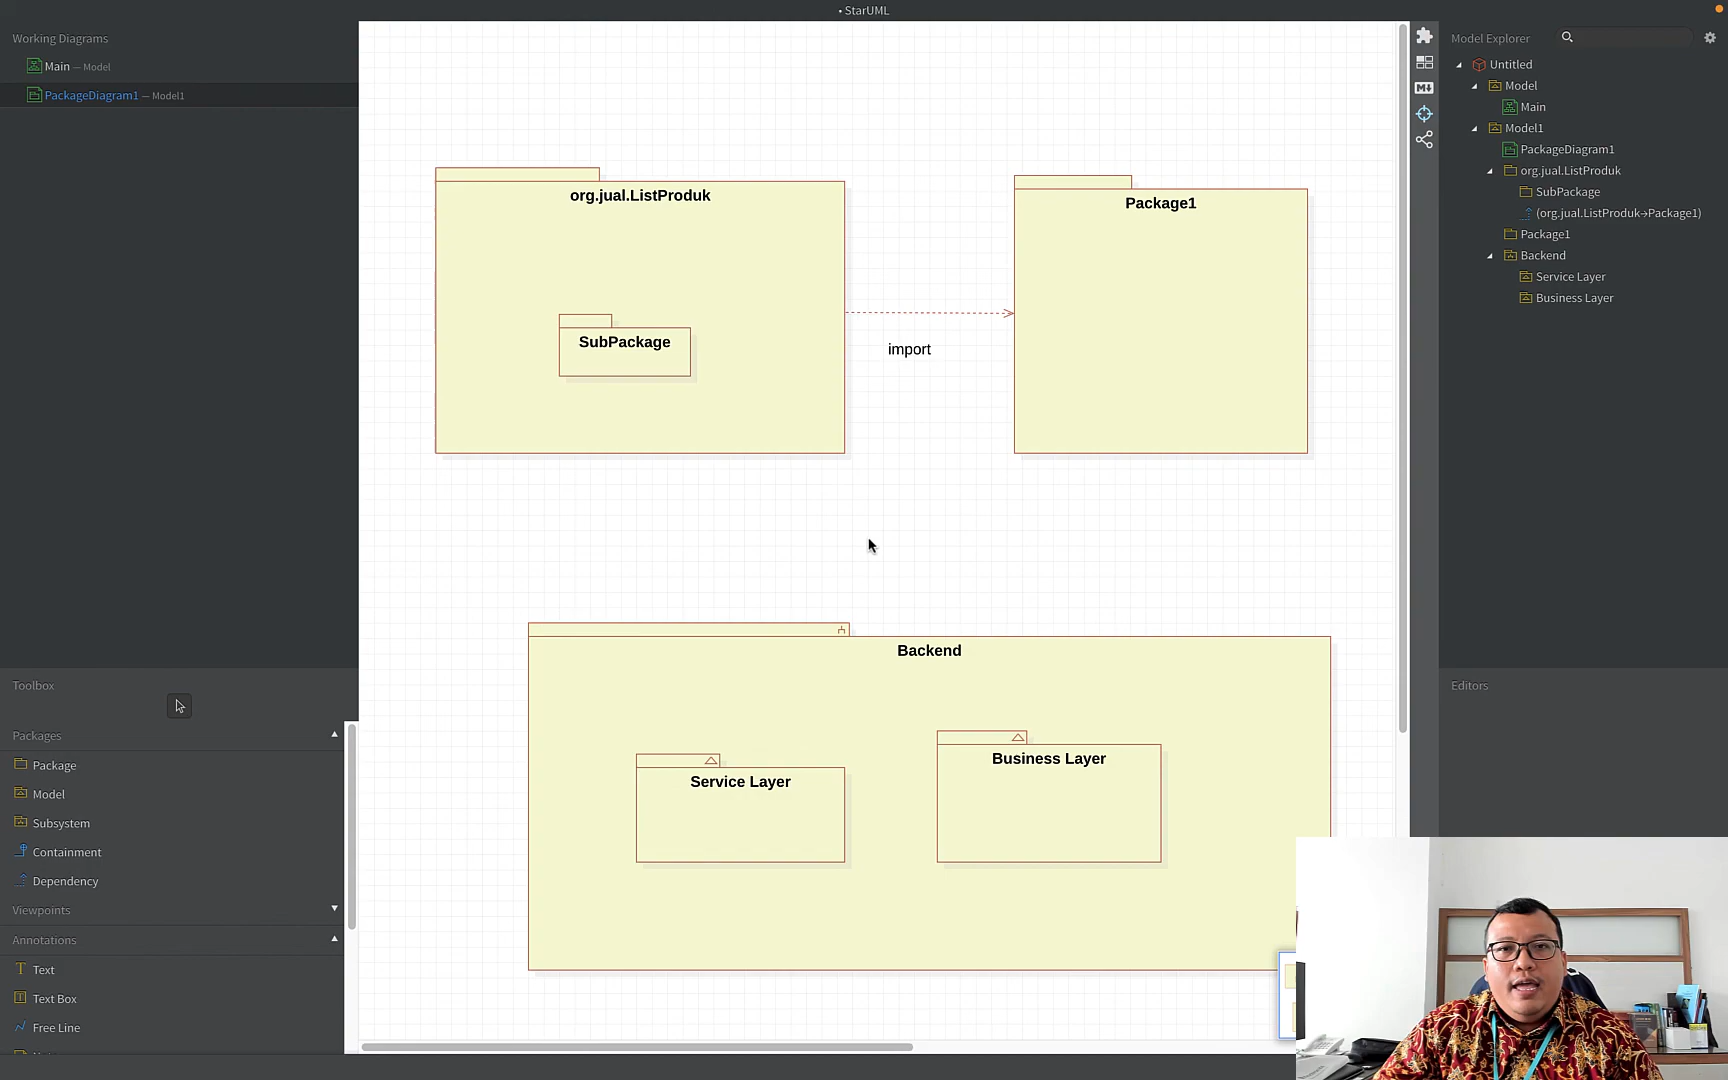 • StarUML
Working Diagrams
Main — Model
PackageDiagram1 — Model1
Toolbox
Packages
Package
Model
Subsystem
Containment
Dependency
Viewpoints
Annotations
Text
Text Box
Free Line
org.jual.ListProduk
SubPackage
import
Package1
Backend
Service Layer
Business Layer
Model Explorer
Untitled
Model
Main
Model1
PackageDiagram1
org.jual.ListProduk
SubPackage
(org.jual.ListProduk→Package1)
Package1
Backend
Service Layer
Business Layer
Editors